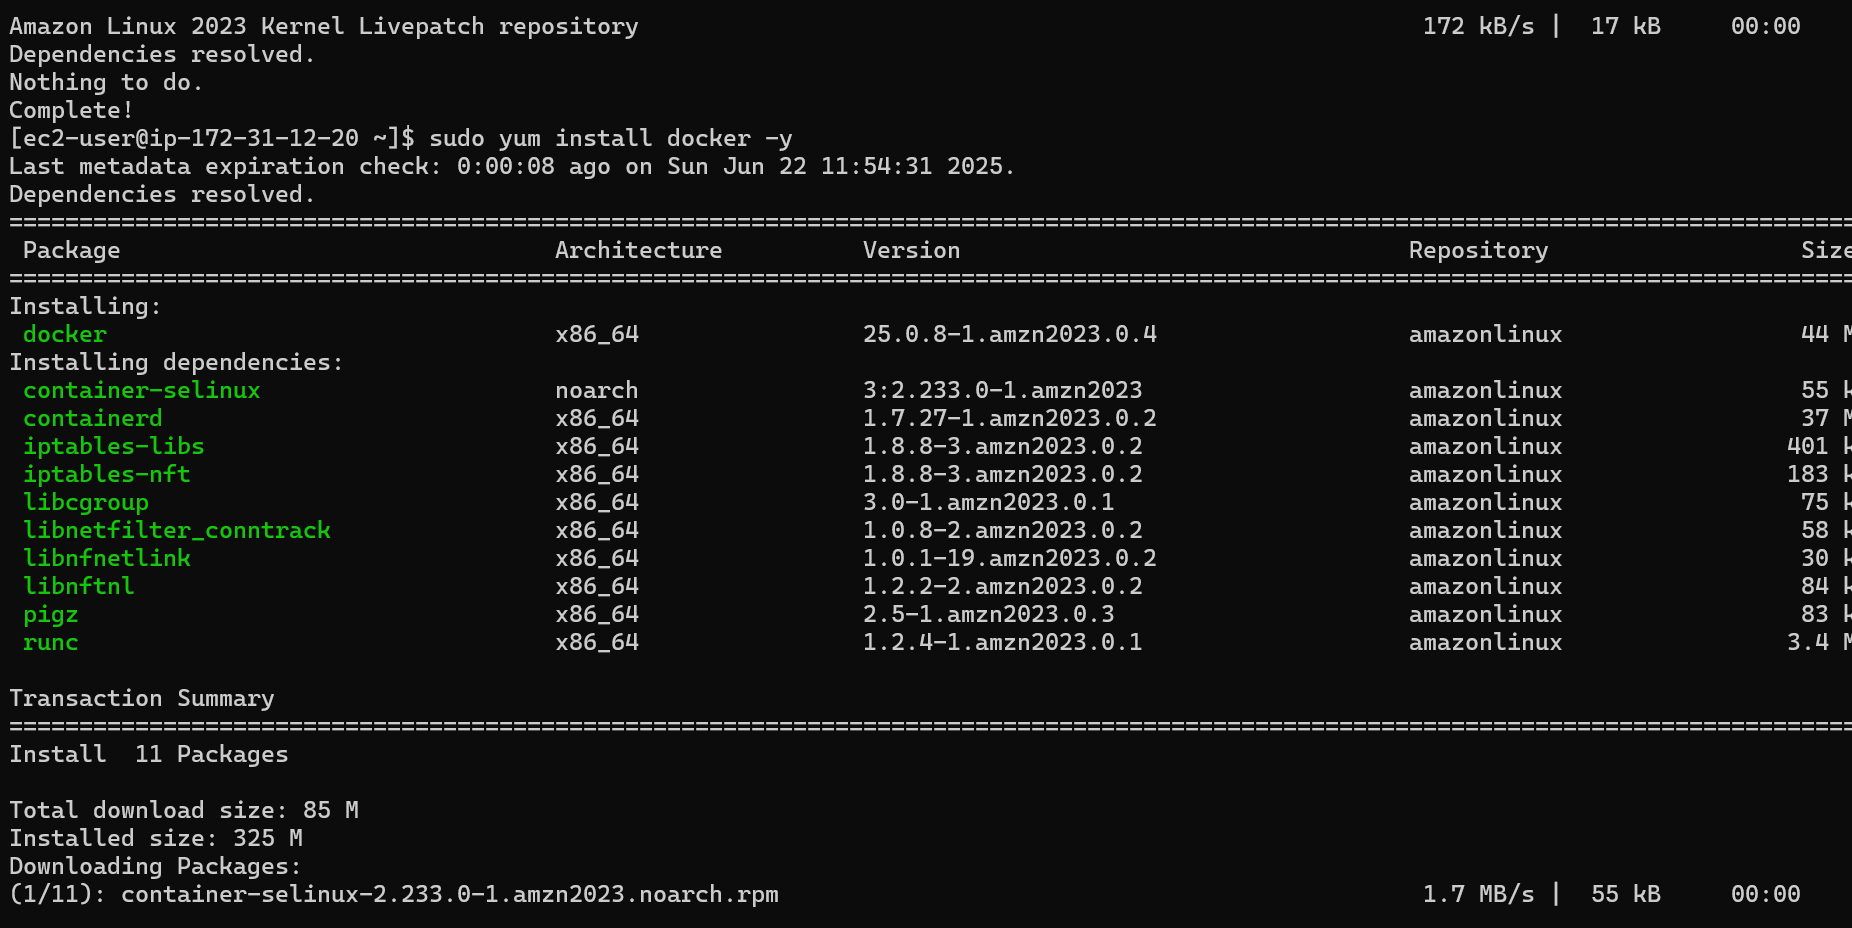 Amazon Linux 2023 Kernel Livepatch repository 172 kB/s | 17 kB 00:00
Dependencies resolved.
Nothing to do.
Complete!
[ec2-user@ip-172-31-12-20 ~]$ sudo yum install docker -y
Last metadata expiration check: 0:00:08 ago on Sun Jun 22 11:54:31 2025.
Dependencies resolved.
====================================================================================================================================
Package Architecture Version Repository Size
====================================================================================================================================
Installing:
docker x86_64 25.0.8-1.amzn2023.0.4 amazonlinux 44 M
Installing dependencies:
container-selinux noarch 3:2.233.0-1.amzn2023 amazonlinux 55 k
containerd x86_64 1.7.27-1.amzn2023.0.2 amazonlinux 37 M
iptables-libs x86_64 1.8.8-3.amzn2023.0.2 amazonlinux 401 k
iptables-nft x86_64 1.8.8-3.amzn2023.0.2 amazonlinux 183 k
libcgroup x86_64 3.0-1.amzn2023.0.1 amazonlinux 75 k
libnetfilter_conntrack x86_64 1.0.8-2.amzn2023.0.2 amazonlinux 58 k
libnfnetlink x86_64 1.0.1-19.amzn2023.0.2 amazonlinux 30 k
libnftnl x86_64 1.2.2-2.amzn2023.0.2 amazonlinux 84 k
pigz x86_64 2.5-1.amzn2023.0.3 amazonlinux 83 k
runc x86_64 1.2.4-1.amzn2023.0.1 amazonlinux 3.4 M
Transaction Summary
====================================================================================================================================
Install 11 Packages
Total download size: 85 M
Installed size: 325 M
Downloading Packages:
(1/11): container-selinux-2.233.0-1.amzn2023.noarch.rpm 1.7 MB/s | 55 kB 00:00